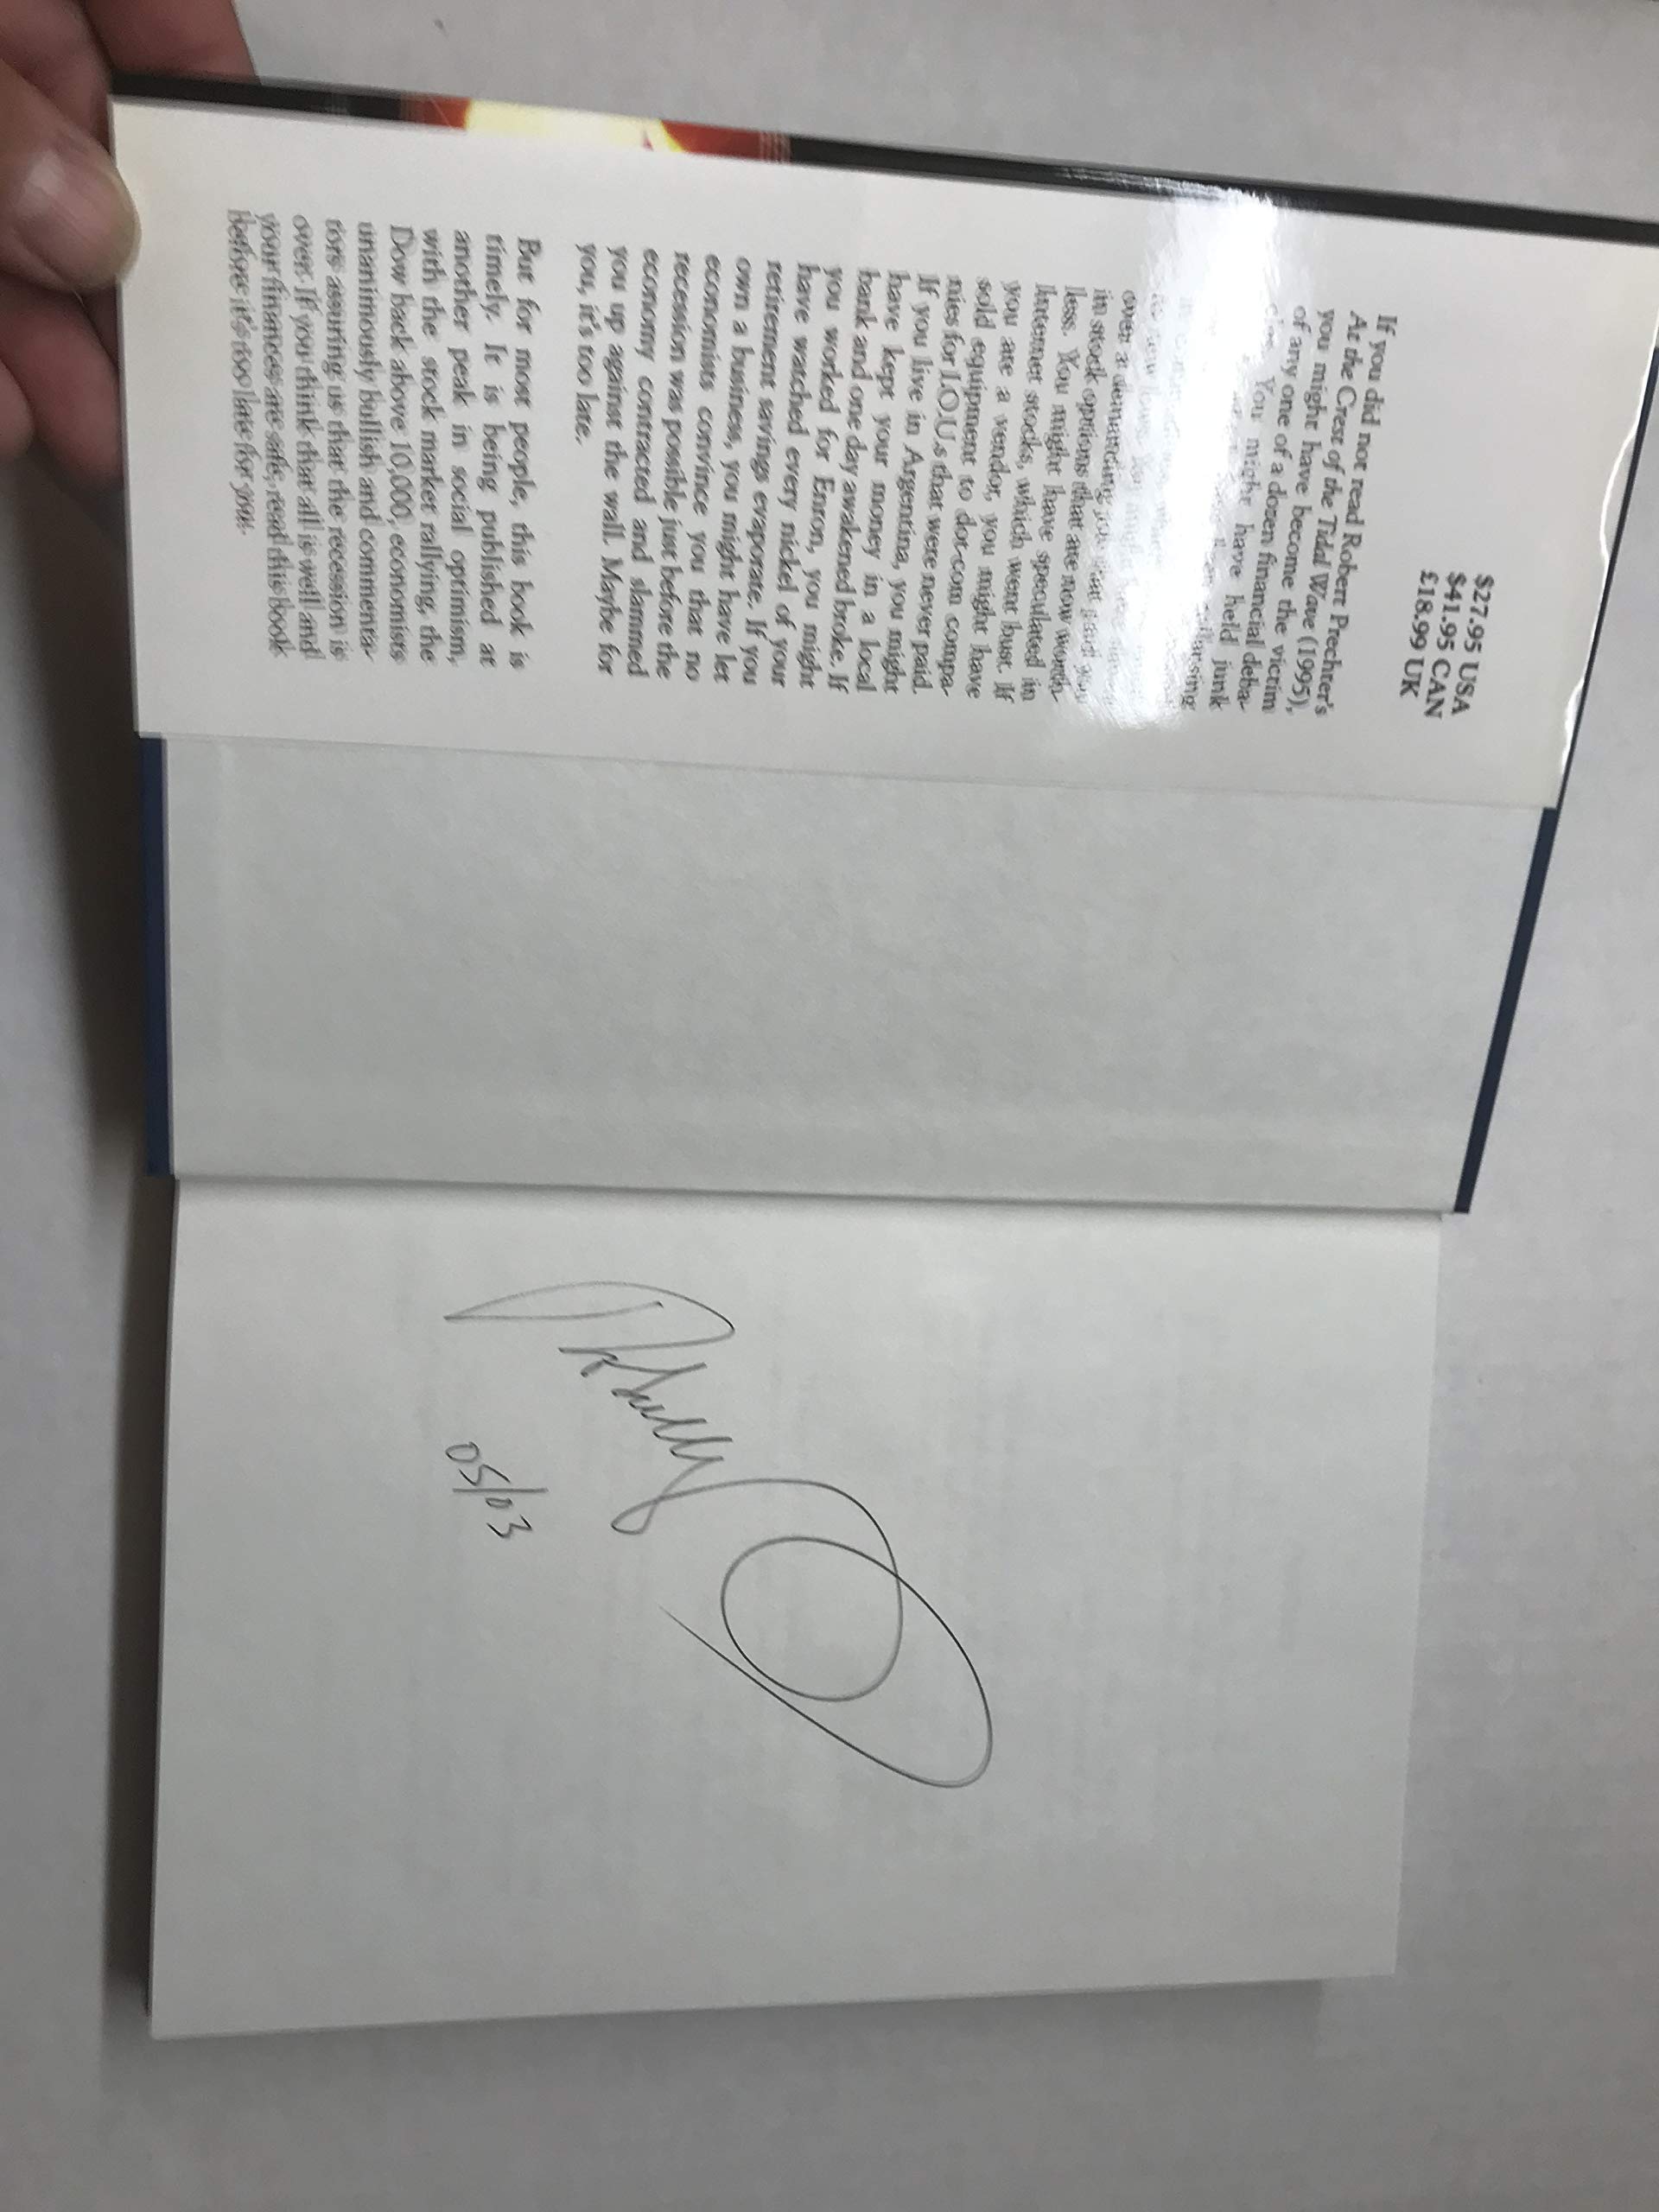 $27.95 USA
$41.95 CAN
£18.99 UK
If you did not read Robert Prechter's
At the Crest of the Tidal Wave (1995),
you might have become the victim
of any one of a dozen financial deba-
You might have held junk
in stock options that are now worth-
less. You might have speculated in
Internet stocks, which went bust. If
you are a vendor, you might have
sold equipment to dot-com compa-
nies for I.O.U.s that were never paid.
If you live in Argentina, you might
have kept your money in a local
bank and one day awakened broke. If
you worked for Enron, you might
have watched every nickel of your
retirement savings evaporate. If you
own a business, you might have let
economists convince you that no
recession was possible just before the
economy contracted and slammed
you up against the wall. Maybe for
you, it's too late.
But for most people, this book is
timely. It is being published at
another peak in social optimism,
with the stock market rallying, the
Dow back above 10,000, economists
unanimously bullish and commenta-
tors assuring us that the recession is
over. If you think that all is well and
your finances are safe, read this book
before it's too late for you.
05/03